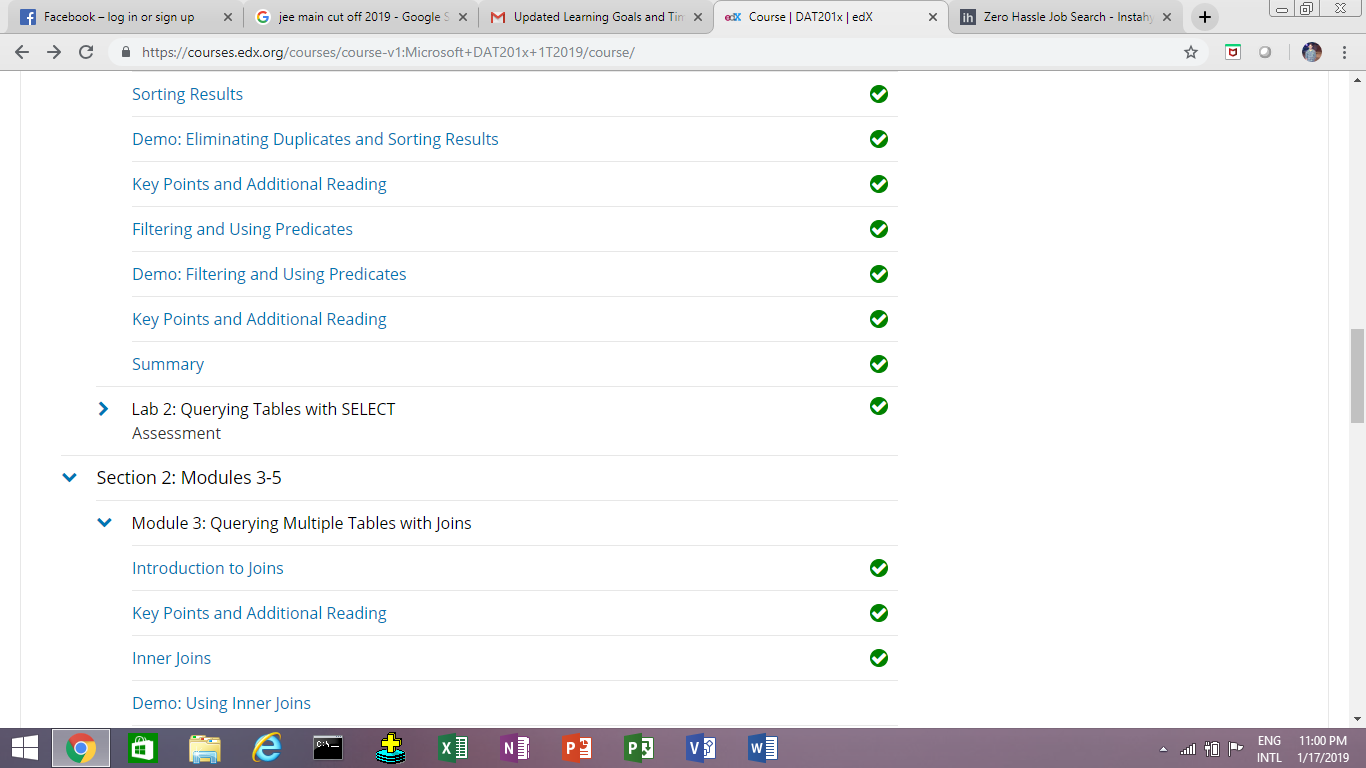 Facebook – log in or sign up
jee main cut off 2019 - Google S
Updated Learning Goals and Tim
edX Course | DAT201x | edX
ih Zero Hassle Job Search - Instahy
https://courses.edx.org/courses/course-v1:Microsoft+DAT201x+1T2019/course/
Sorting Results
Demo: Eliminating Duplicates and Sorting Results
Key Points and Additional Reading
Filtering and Using Predicates
Demo: Filtering and Using Predicates
Key Points and Additional Reading
Summary
Lab 2: Querying Tables with SELECT
Assessment
Section 2: Modules 3-5
Module 3: Querying Multiple Tables with Joins
Introduction to Joins
Key Points and Additional Reading
Inner Joins
Demo: Using Inner Joins
ENG 11:00 PM
INTL 1/17/2019